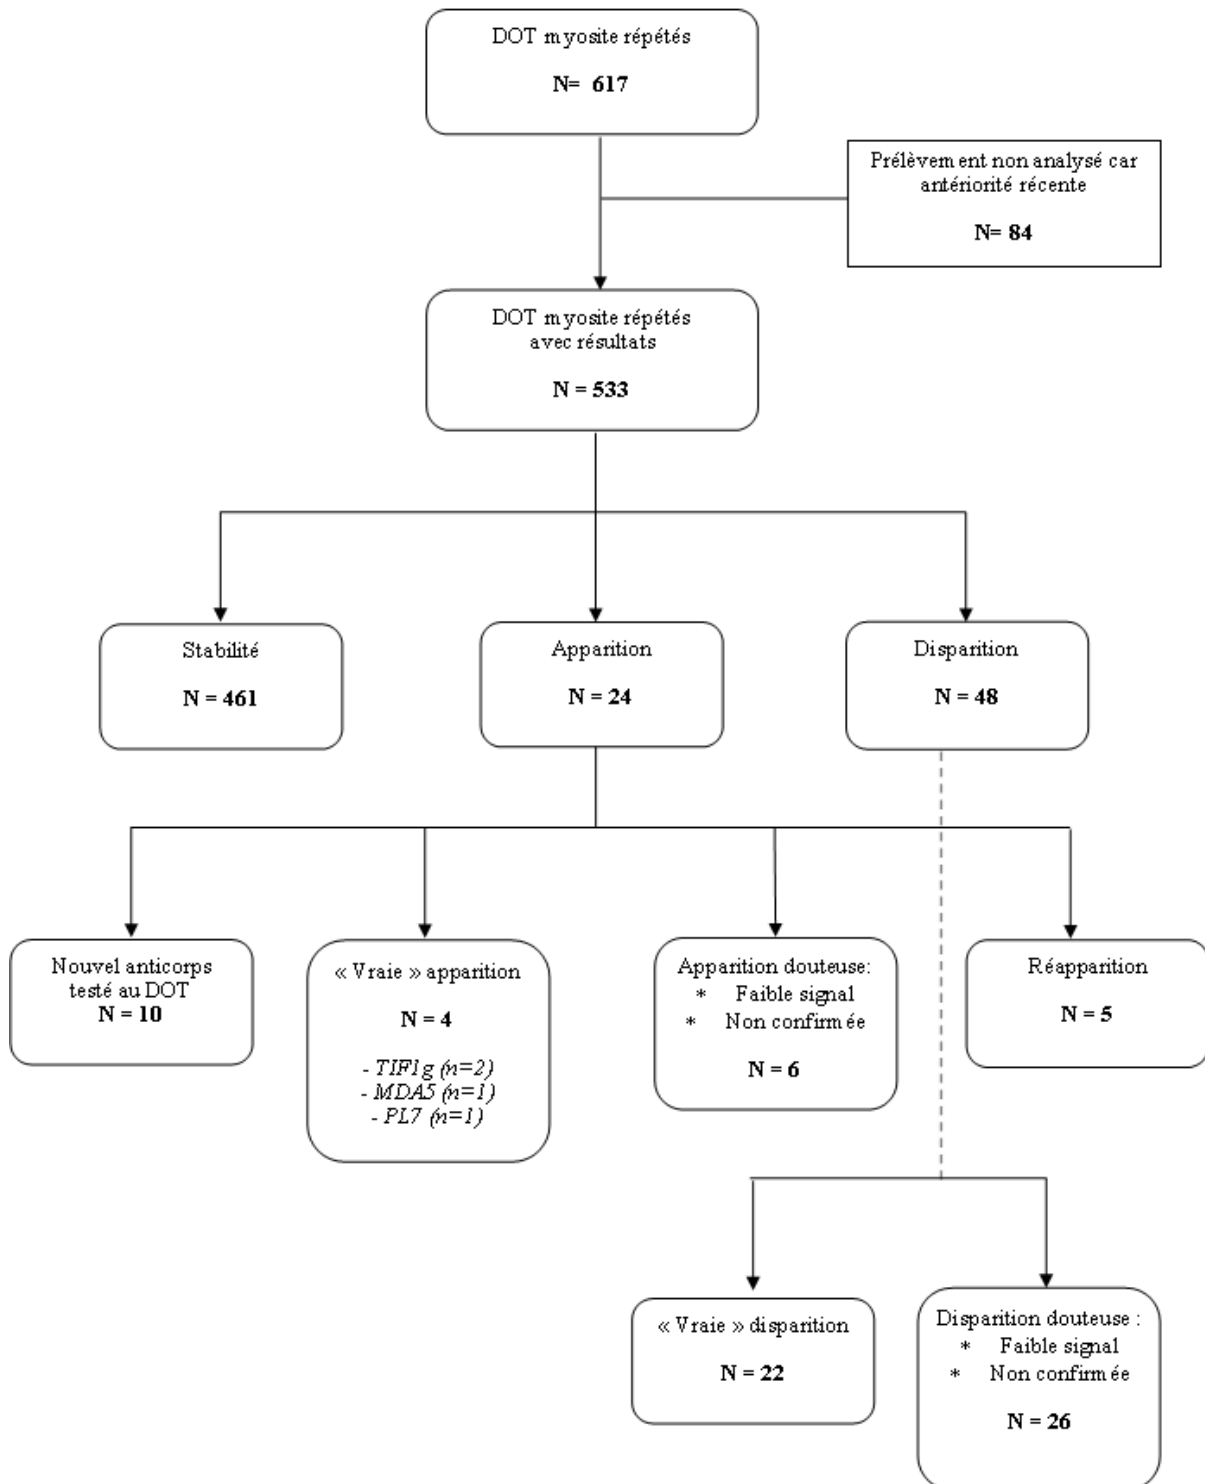 DOT myosite répétés
N= 617
Prélèvement non analysé car
antériorité récente
N= 84
DOT myosite répétés
avec résultats
N = 533
Stabilité
N = 461
Apparition
N = 24
Disparition
N = 48
Nouvel anticorps
testé au DOT
N = 10
« Vraie » apparition
N = 4
- TIF1g (n=2)
- MDA5 (n=1)
- PL7 (n=1)
Apparition douteuse:
* Faible signal
* Non confirmée
N = 6
Réapparition
N = 5
« Vraie » disparition
N = 22
Disparition douteuse :
* Faible signal
* Non confirmée
N = 26